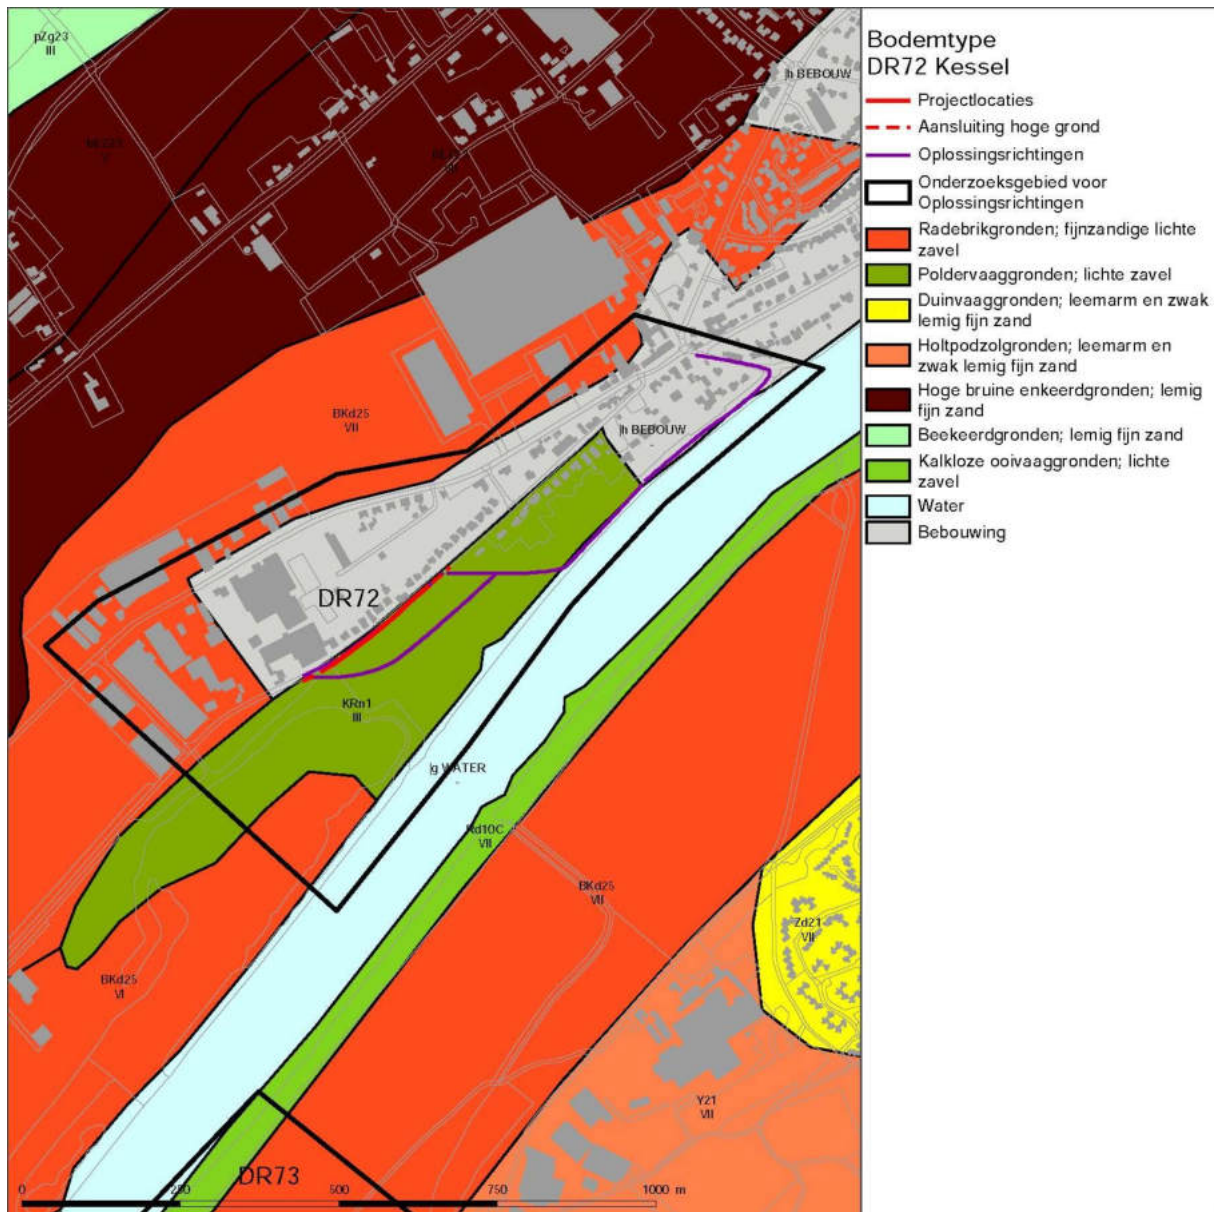 Bodemtype
DR72 Kessel
Projectlocaties
Aansluiting hoge grond
Oplossingsrichtingen
Onderzoeksgebied voor
Oplossingsrichtingen
Radebrikgronden; fijnzandige lichte
zavel
Poldervaaggronden; lichte zavel
Duinvaaggronden; leemarm en zwak
lemig fijn zand
Holtpodzolgronden; leemarm en
zwak lemig fijn zand
Hoge bruine enkeerdgronden; lemig
fijn zand
Beekeerdgronden; lemig fijn zand
Kalkloze ooivaaggronden; lichte
zavel
Water
Bebouwing
pZg23
III
|h BEBOUW
BKd25
VII
|h BEBOUW
DR72
KRn1
III
|g WATER
Rd10C
VII
BKd25
VII
Zd21
VII
BKd25
VI
Y21
VII
DR73
0
250
500
750
1000 m